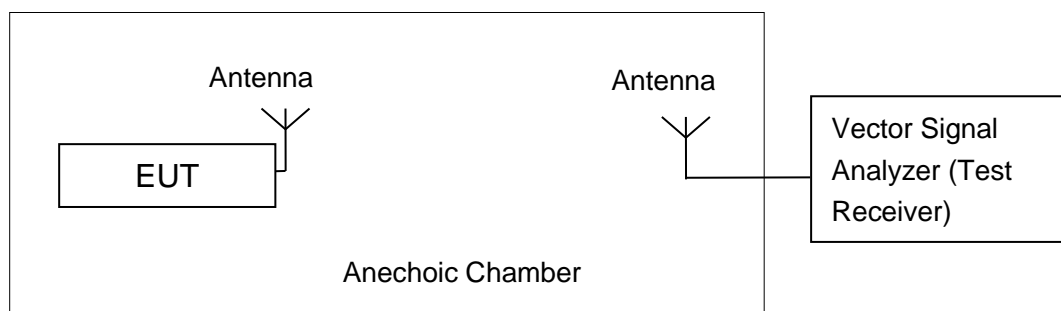 Antenna
Antenna
EUT
Vector Signal
Analyzer (Test
Receiver)
Anechoic Chamber